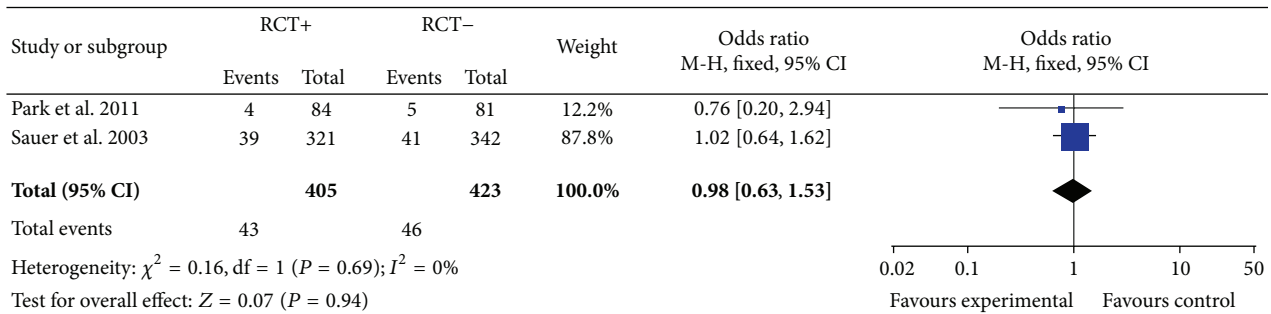 Study or subgroup RCT+ RCT− Weight Odds ratio Odds ratio
M-H, fixed, 95% CI M-H, fixed, 95% CI
Events Total Events Total
Park et al. 2011 4 84 5 81 12.2% 0.76 [0.20, 2.94]
Sauer et al. 2003 39 321 41 342 87.8% 1.02 [0.64, 1.62]
Total (95% CI) 405 423 100.0% 0.98 [0.63, 1.53]
Total events 43 46
Heterogeneity: χ² = 0.16, df = 1 (P = 0.69); I² = 0%
Test for overall effect: Z = 0.07 (P = 0.94)
0.02 0.1 1 10 50
Favours experimental Favours control